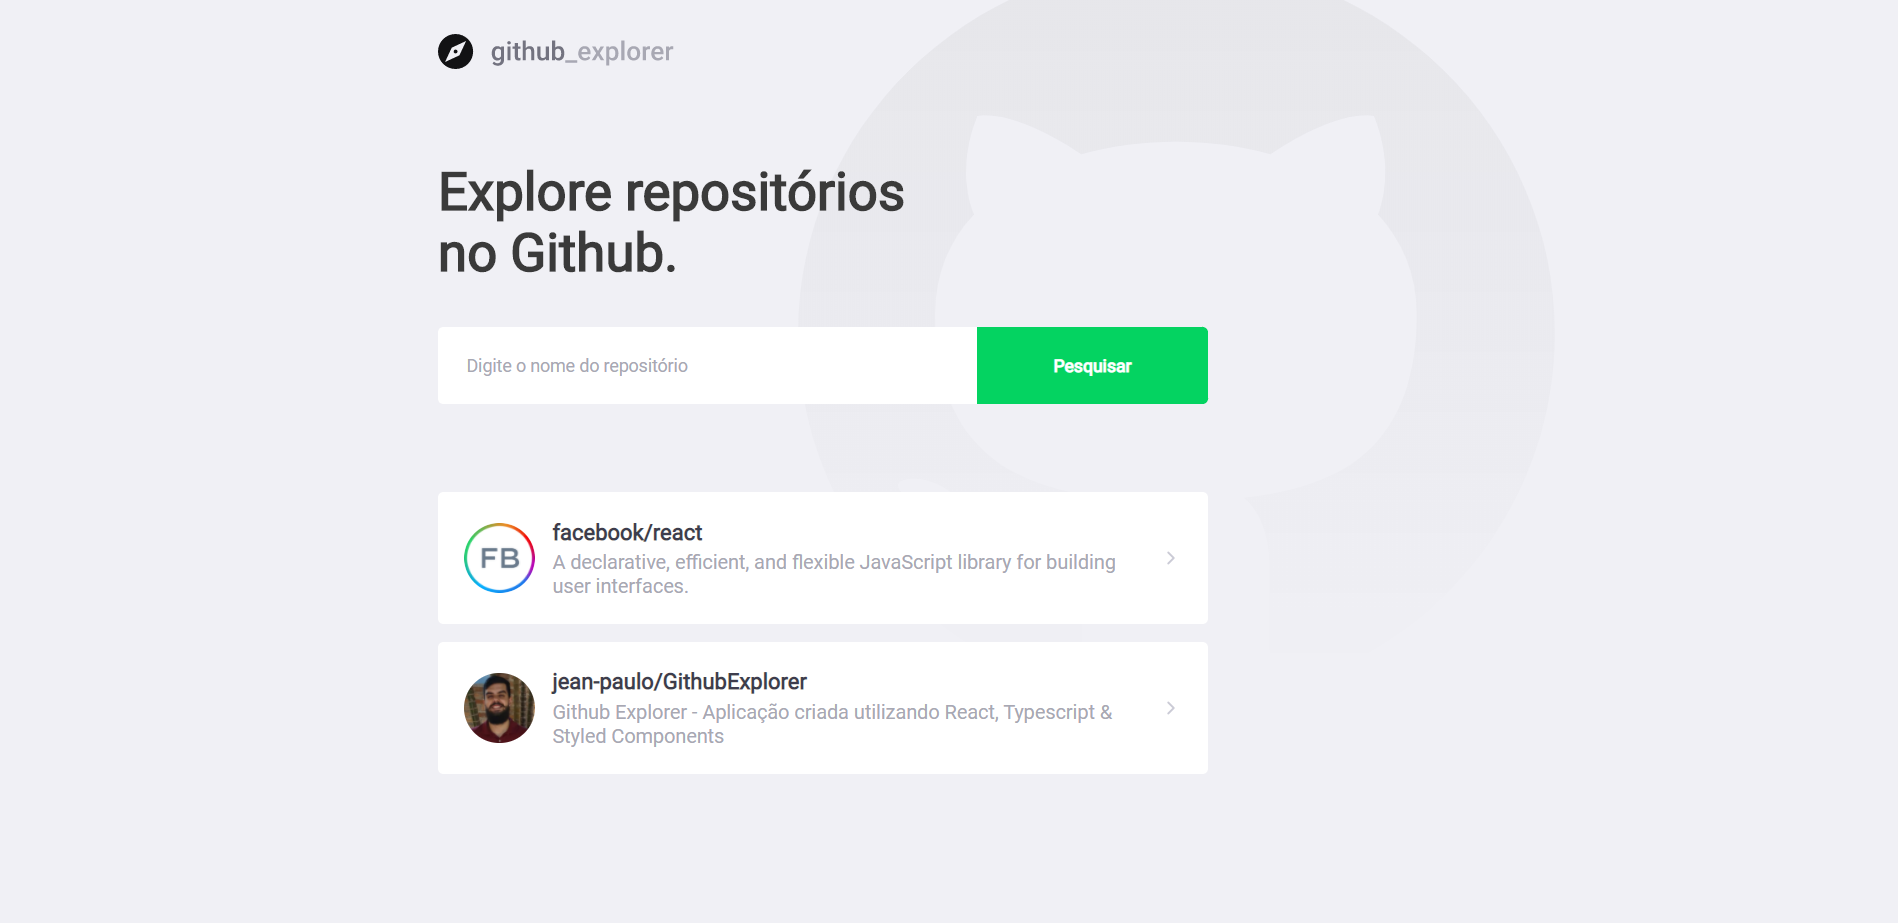 github_explorer
Explore repositórios
no Github.
Digite o nome do repositório
Pesquisar
FB
facebook/react
A declarative, efficient, and flexible JavaScript library for building
user interfaces.
jean-paulo/GithubExplorer
Github Explorer - Aplicação criada utilizando React, Typescript &
Styled Components